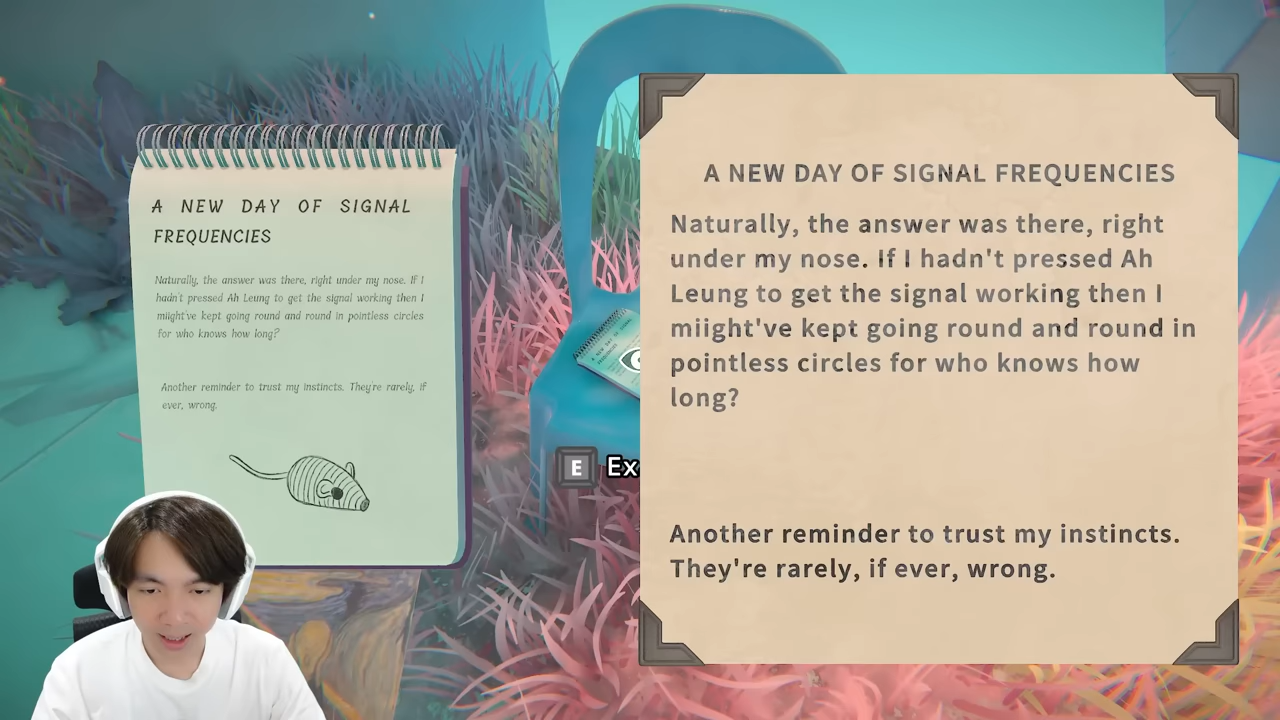 A NEW DAY OF SIGNAL
FREQUENCIES
Naturally, the answer was there, right under my nose. If I
hadn't pressed Ah Leung to get the signal working then I
miight've kept going round and round in pointless circles
for who knows how long?
Another reminder to trust my instincts. They're rarely, if
ever, wrong.
E Ex
A NEW DAY OF SIGNAL FREQUENCIES
Naturally, the answer was there, right
under my nose. If I hadn't pressed Ah
Leung to get the signal working then I
miight've kept going round and round in
pointless circles for who knows how
long?
Another reminder to trust my instincts.
They're rarely, if ever, wrong.